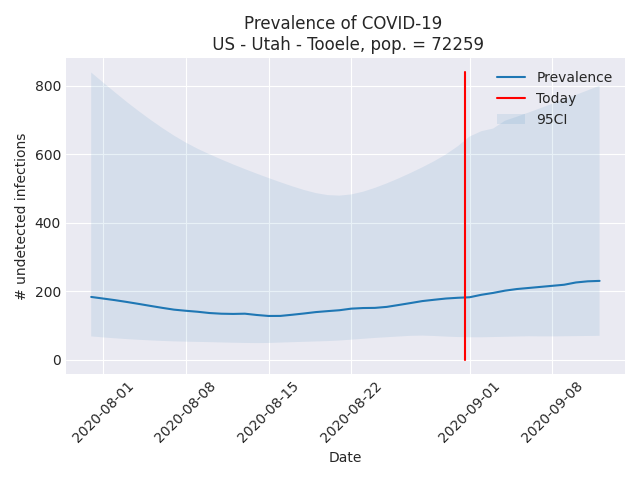 Prevalence of COVID-19
US - Utah - Tooele, pop. = 72259
Prevalence
Today
95CI
# undetected infections
800
600
400
200
0
2020-08-01
2020-08-08
2020-08-15
2020-08-22
2020-09-01
2020-09-08
Date